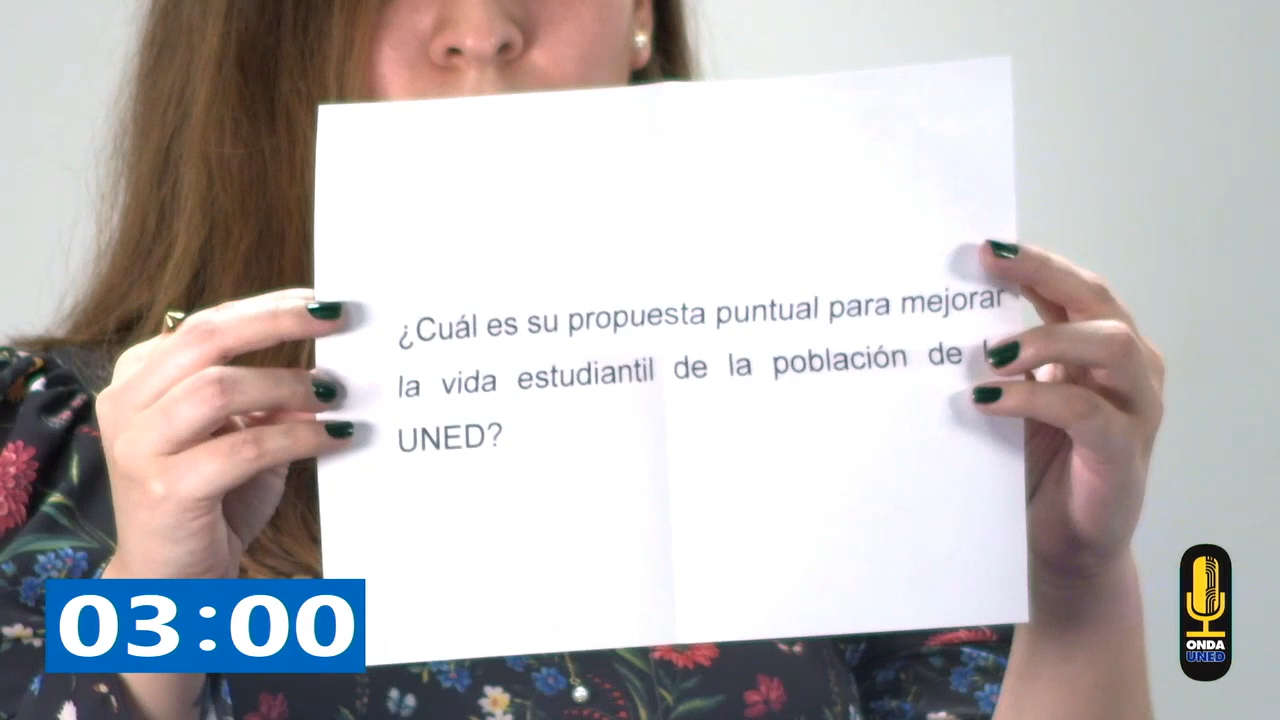 ¿Cuál es su propuesta puntual para mejorar
la vida estudiantil de la población de
UNED?
03:00
ONDA
UNED